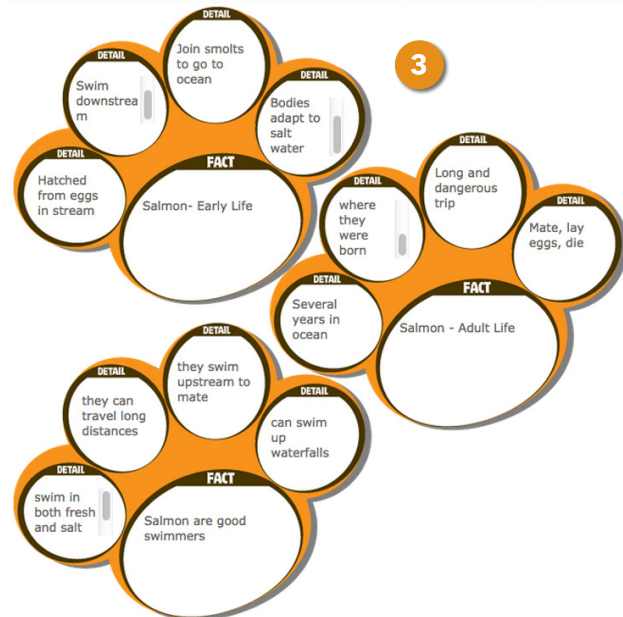 DETAIL
Join smolts
to go to
ocean
3
DETAIL
Swim
downstrea
m
DETAIL
Bodies
adapt to
salt
water
DETAIL
Hatched
from eggs
in stream
FACT
Salmon- Early Life
DETAIL
Long and
dangerous
trip
DETAIL
where
they
were
born
DETAIL
Mate, lay
eggs, die
DETAIL
Several
years in
ocean
FACT
Salmon - Adult Life
DETAIL
they swim
upstream to
mate
DETAIL
they can
travel long
distances
DETAIL
can swim
up
waterfalls
DETAIL
swim in
both fresh
and salt
FACT
Salmon are good
swimmers